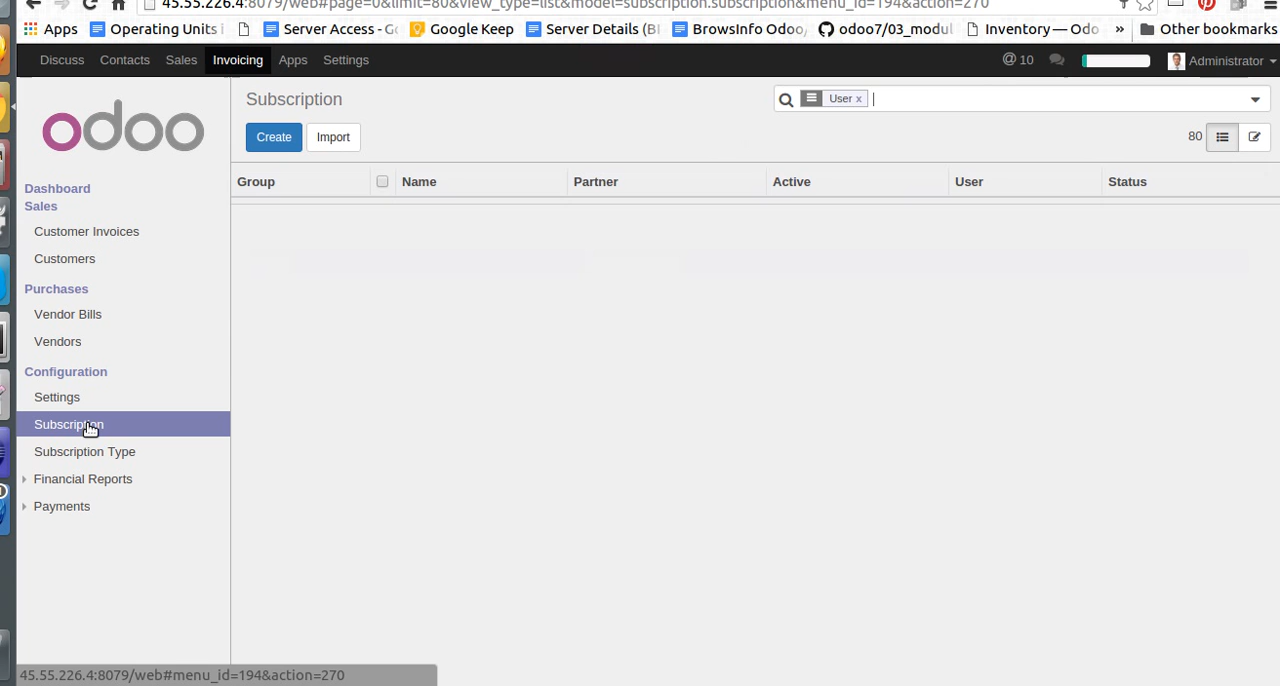 45.55.226.4:8079/web#page=0&limit=80&view_type=list&model=subscription.subscription&menu_id=194&action=270
Apps Operating Units i Server Access - Go Google Keep Server Details (BI BrowsInfo Odoo/ odoo7/03_modul Inventory — Odo » Other bookmarks
Discuss Contacts Sales Invoicing Apps Settings @ 10 Administrator
odoo
Subscription
User x
Create Import
80
Group Name Partner Active User Status
Dashboard
Sales
Customer Invoices
Customers
Purchases
Vendor Bills
Vendors
Configuration
Settings
Subscription
Subscription Type
Financial Reports
Payments
45.55.226.4:8079/web#menu_id=194&action=270